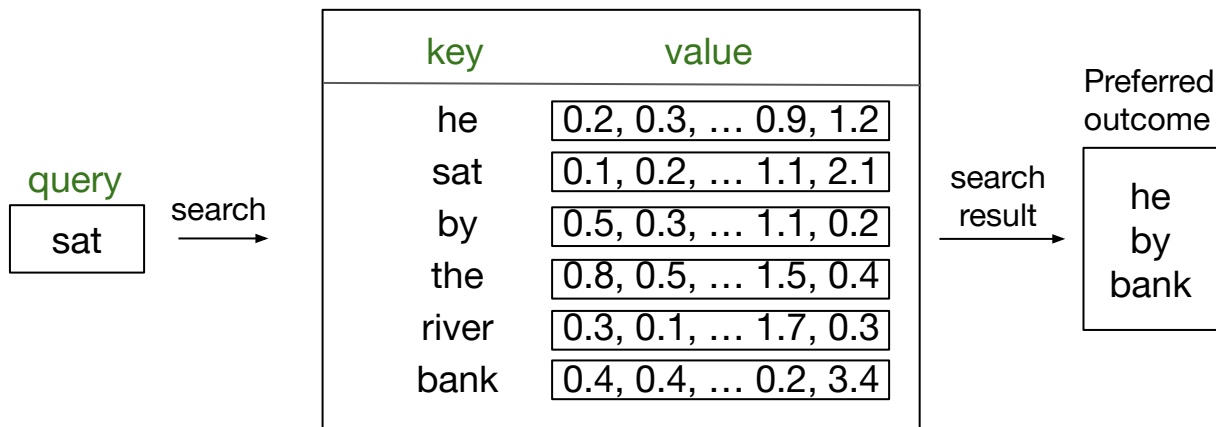 query
sat
search
key value
he 0.2, 0.3, … 0.9, 1.2
sat 0.1, 0.2, … 1.1, 2.1
by 0.5, 0.3, … 1.1, 0.2
the 0.8, 0.5, … 1.5, 0.4
river 0.3, 0.1, … 1.7, 0.3
bank 0.4, 0.4, … 0.2, 3.4
search
result
Preferred
outcome
he
by
bank